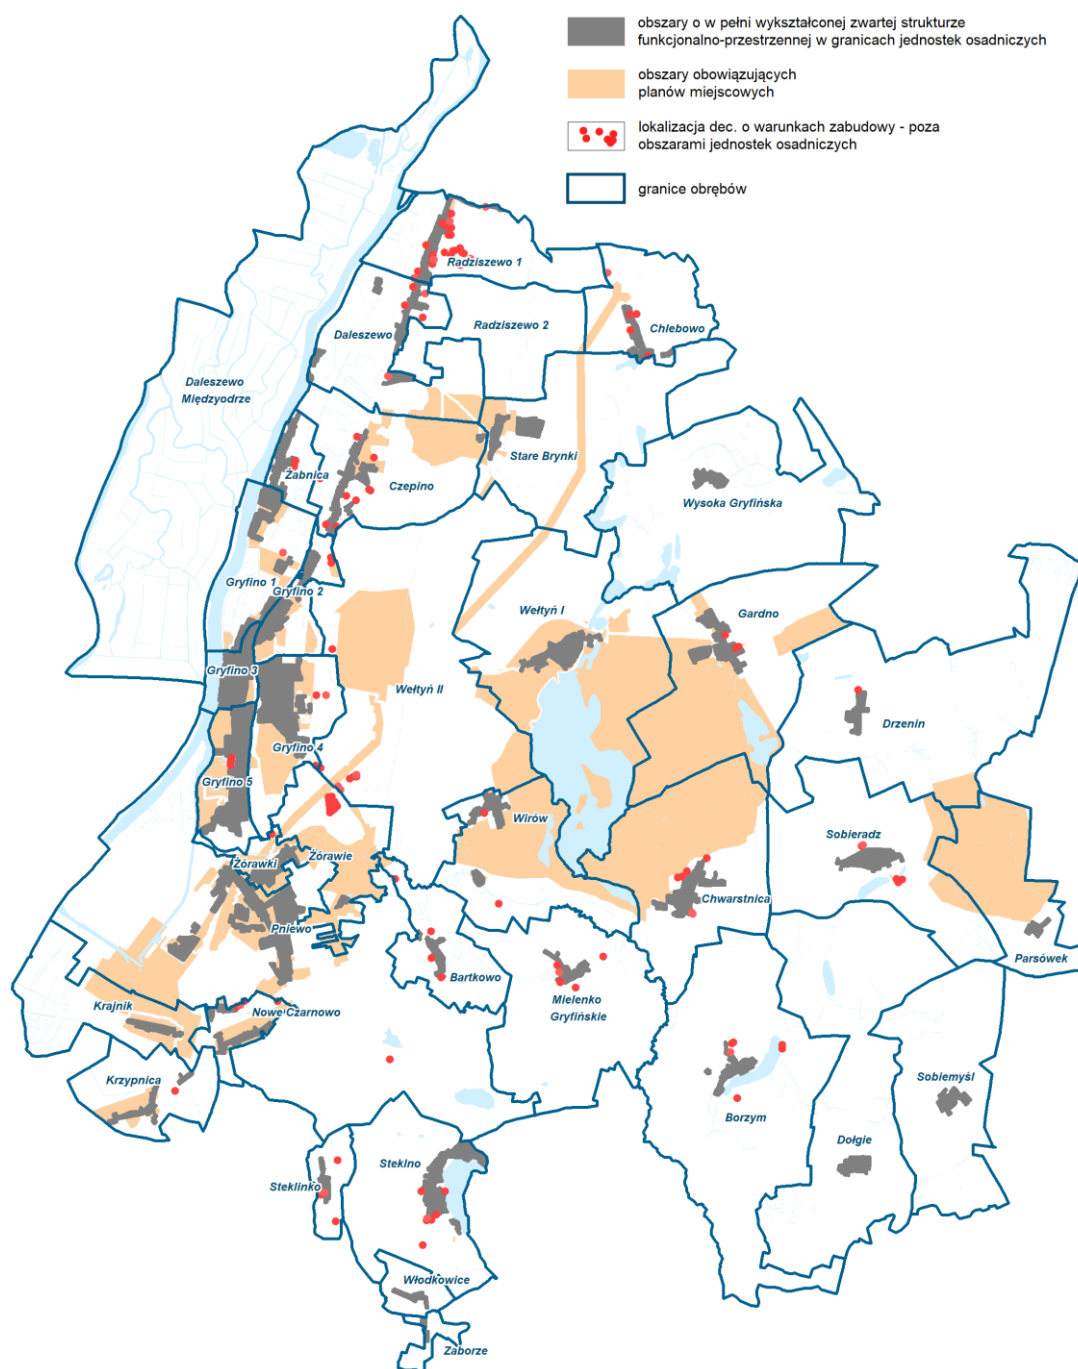 obszary o w pełni wykształconej zwartej strukturze
funkcjonalno-przestrzennej w granicach jednostek osadniczych
obszary obowiązujących
planów miejscowych
lokalizacja dec. o warunkach zabudowy - poza
obszarami jednostek osadniczych
granice obrębów
Radziszewo 1
Radziszewo 2
Chlebowo
Daleszewo
Daleszewo
Międzyodrze
Stare Brynki
Żabnica
Czepino
Wysoka Gryfińska
Gryfino 1
Gryfino 2
Wełtyń I
Gardno
Gryfino 3
Wełtyń II
Drzenin
Gryfino 4
Gryfino 5
Wirów
Sobieradz
Żórawki
Żórawie
Chwarstnica
Pniewo
Parsówek
Bartkowo
Mielenko
Gryfińskie
Krajnik
Nowe Czarnowo
Krzypnica
Sobiemyśl
Borzym
Dołgie
Steklno
Steklinko
Włodkowice
Zaborze